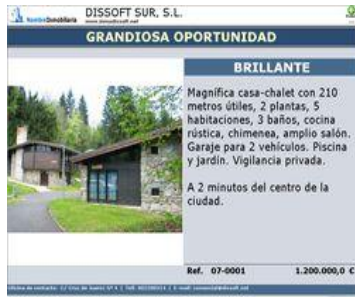 NombreInmobiliaria
DISSOFT SUR, S.L.
GRANDIOSA OPORTUNIDAD
BRILLANTE
Magnífica casa-chalet con 210
metros útiles, 2 plantas, 5
habitaciones, 3 baños, cocina
rústica, chimenea, amplio salón.
Garaje para 2 vehículos. Piscina
y jardín. Vigilancia privada.
A 2 minutos del centro de la
ciudad.
Ref. 07-0001
1.200.000,0 €